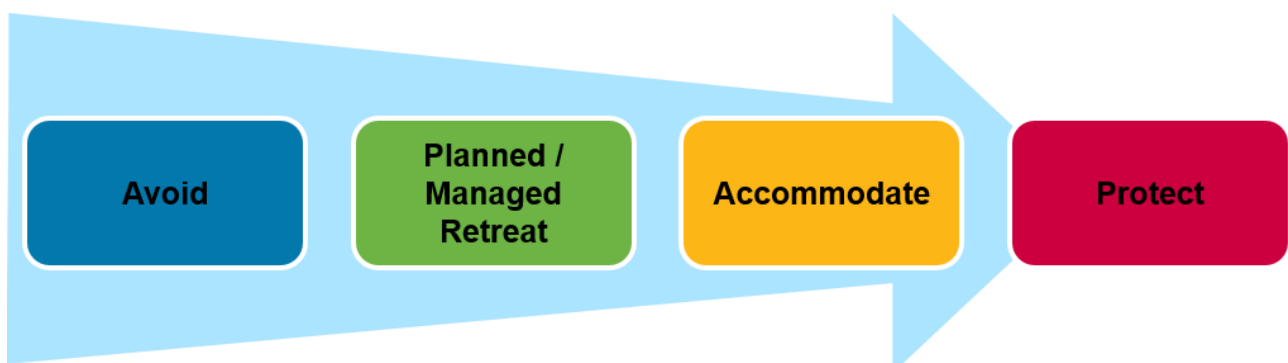 Avoid
Planned /
Managed
Retreat
Accommodate
Protect